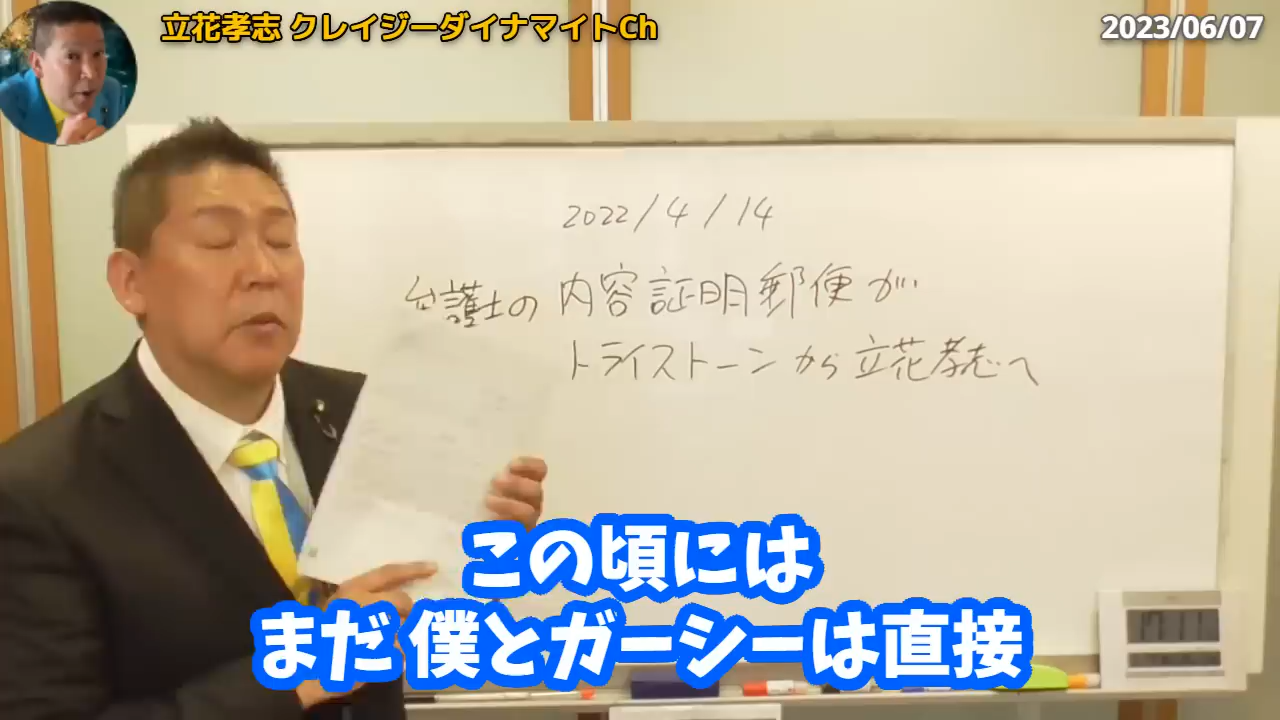 立花孝志 クレイジーダイナマイトCh
2023/06/07
2022/4/14
弁護士の 内容証明郵便が
トライストーンから立花孝志へ
この頃には
まだ 僕とガーシーは直接